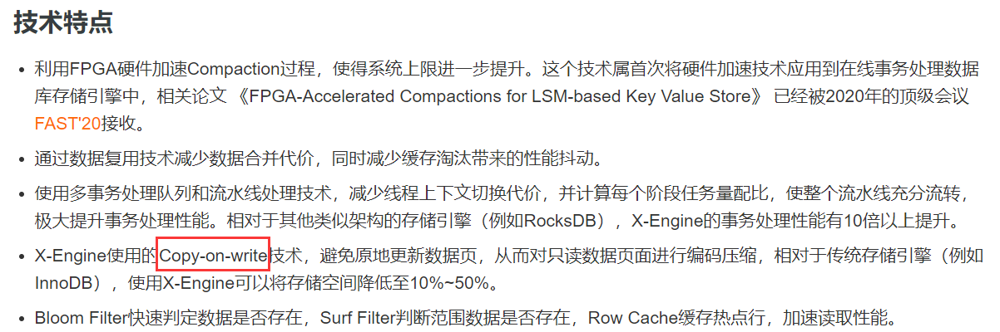 技术特点
利用FPGA硬件加速Compaction过程，使得系统上限进一步提升。这个技术属首次将硬件加速技术应用到在线事务处理数据
库存储引擎中，相关论文 《FPGA-Accelerated Compactions for LSM-based Key Value Store》 已经被2020年的顶级会议
FAST'20接收。
通过数据复用技术减少数据合并代价，同时减少缓存淘汰带来的性能抖动。
使用多事务处理队列和流水线处理技术，减少线程上下文切换代价，并计算每个阶段任务量配比，使整个流水线充分流转，
极大提升事务处理性能。相对于其他类似架构的存储引擎（例如RocksDB），X-Engine的事务处理性能有10倍以上提升。
X-Engine使用的Copy-on-write技术，避免原地更新数据页，从而对只读数据页面进行编码压缩，相对于传统存储引擎（例如
InnoDB），使用X-Engine可以将存储空间降低至10%~50%。
Bloom Filter快速判定数据是否存在，Surf Filter判断范围数据是否存在，Row Cache缓存热点行，加速读取性能。